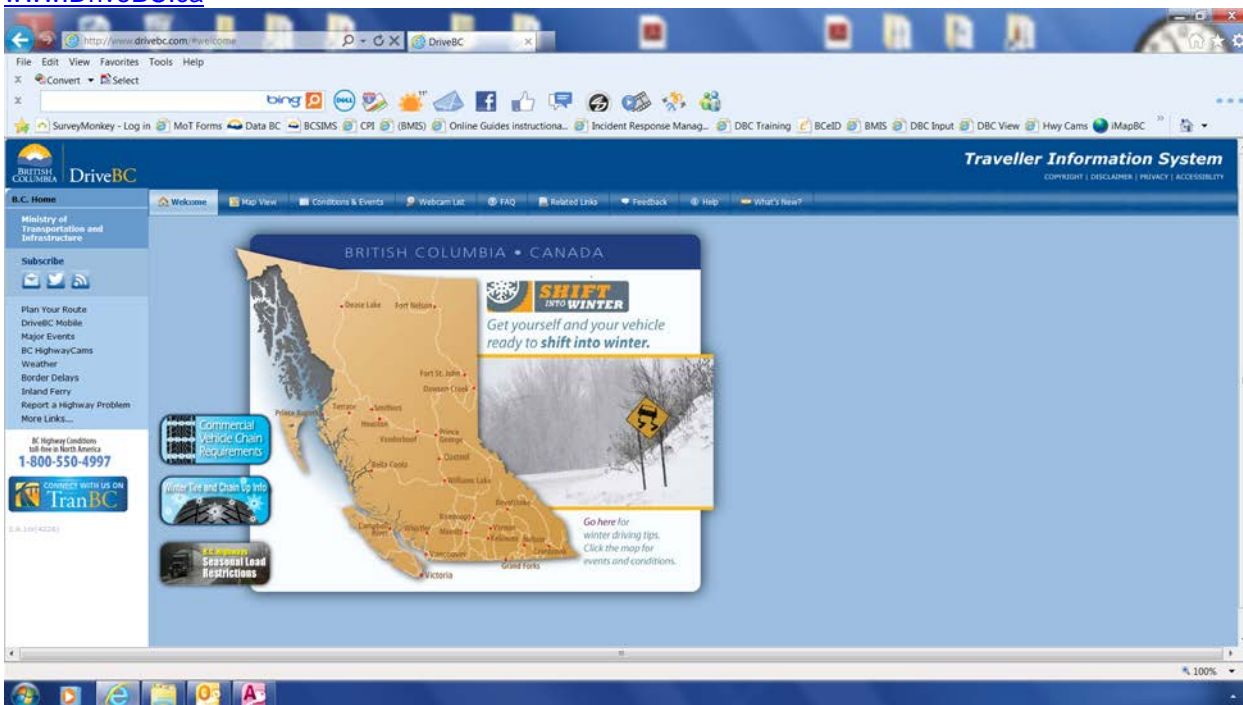 www.DriveBC.ca
http://www.drivebc.com/#welcome
DriveBC
File Edit View Favorites Tools Help
x Convert Select
x bing DELL
SurveyMonkey - Log in MoT Forms Data BC BCSIMS CPI (BMIS) Online Guides instructiona... Incident Response Manag... DBC Training BCeID BMIS DBC Input DBC View Hwy Cams iMapBC
BRITISH COLUMBIA DriveBC
Traveller Information System
COPYRIGHT | DISCLAIMER | PRIVACY | ACCESSIBILITY
B.C. Home
Welcome Map View Conditions & Events Webcam List FAQ Related Links Feedback Help What's New?
Ministry of
Transportation and
Infrastructure
Subscribe
Plan Your Route
DriveBC Mobile
Major Events
BC HighwayCams
Weather
Border Delays
Inland Ferry
Report a Highway Problem
More Links...
BC Highway Conditions
toll-free in North America
1-800-550-4997
CONNECT WITH US ON
TranBC
BRITISH COLUMBIA • CANADA
SHIFT
INTO WINTER
Get yourself and your vehicle
ready to shift into winter.
Dease Lake Fort Nelson
Fort St. John
Dawson Creek
Prince Rupert Terrace Smithers
Houston
Vanderhoof Prince
George
Quesnel
Bella Coola
Williams Lake
Revelstoke
Kamloops
Campbell
River Whistler Merritt Vernon
Kelowna Nelson
Cranbrook
Vancouver
Grand Forks
Victoria
Commercial
Vehicle Chain
Requirements
Winter Tire and Chain Up Info
B.C. Highways
Seasonal Load
Restrictions
Go here for
winter driving tips.
Click the map for
events and conditions.
100%